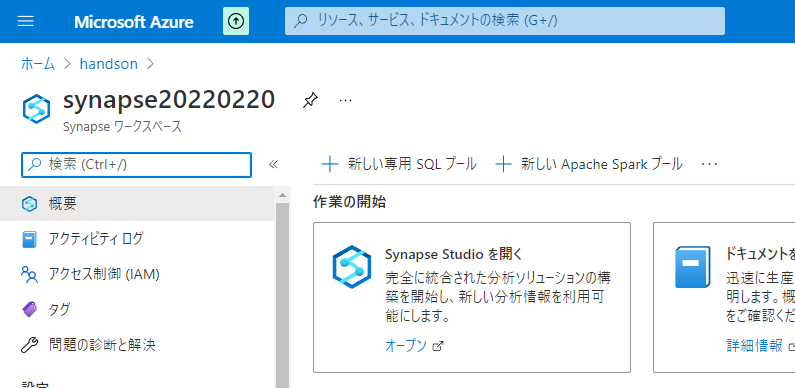 Microsoft Azure
リソース、サービス、ドキュメントの検索 (G+/)
ホーム > handson >
synapse20220220
Synapse ワークスペース
検索 (Ctrl+/)
新しい専用 SQL プール
新しい Apache Spark プール
概要
アクティビティ ログ
アクセス制御 (IAM)
タグ
問題の診断と解決
作業の開始
Synapse Studio を開く
完全に統合された分析ソリューションの構
築を開始し、新しい分析情報を利用可
能にします。
オープン
ドキュメントを
迅速に生産
明します。概
をご確認くだ
詳細情報